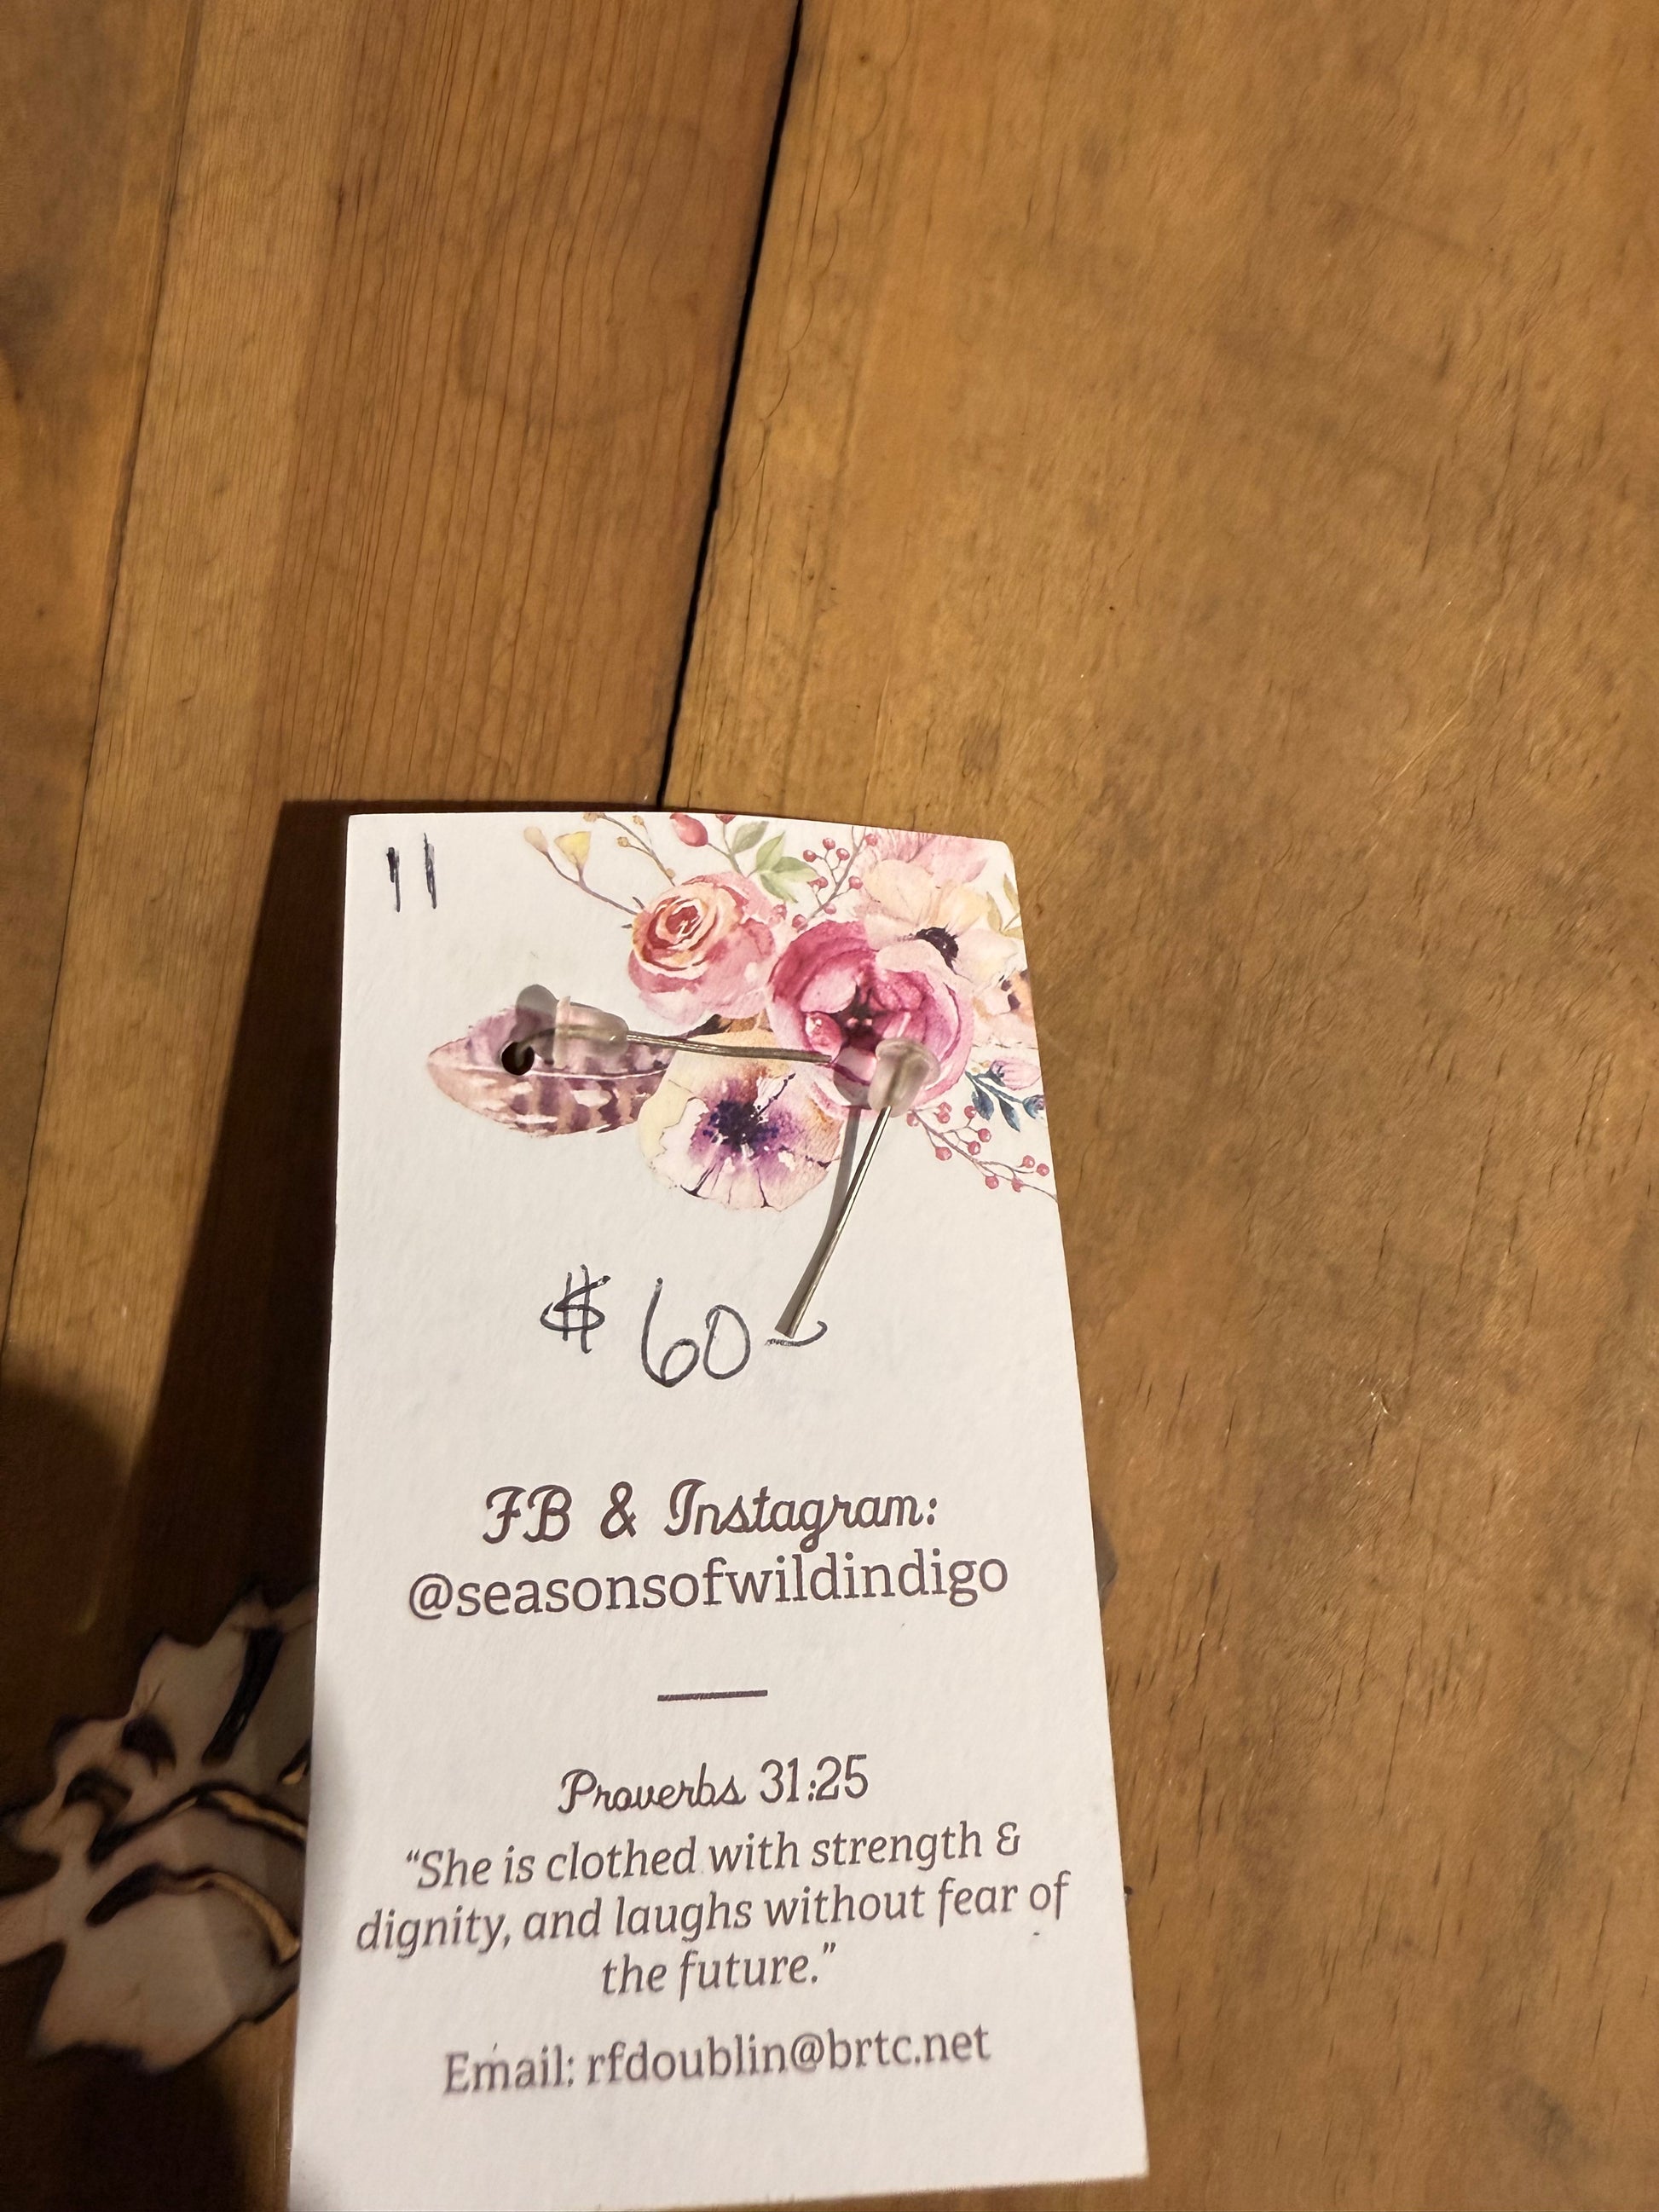 11
$60
FB & Instagram:
@seasonsofwildindigo
Proverbs 31:25
“She is clothed with strength &
dignity, and laughs without fear of
the future.”
Email: rfdoublin@brtc.net